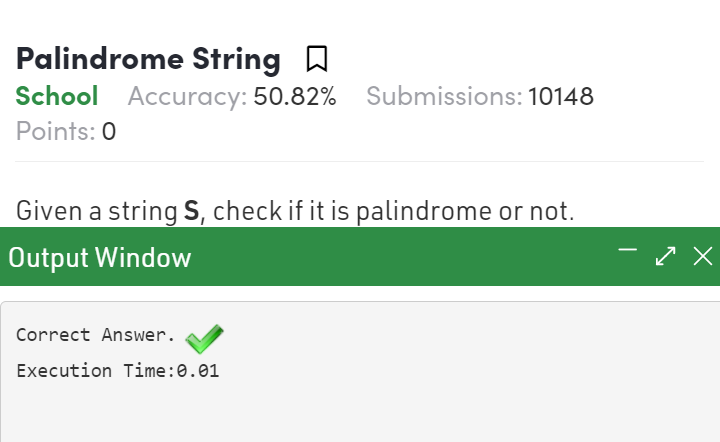 Palindrome String
School Accuracy: 50.82% Submissions: 10148
Points: 0
Given a string S, check if it is palindrome or not.
Output Window
Correct Answer.
Execution Time:0.01